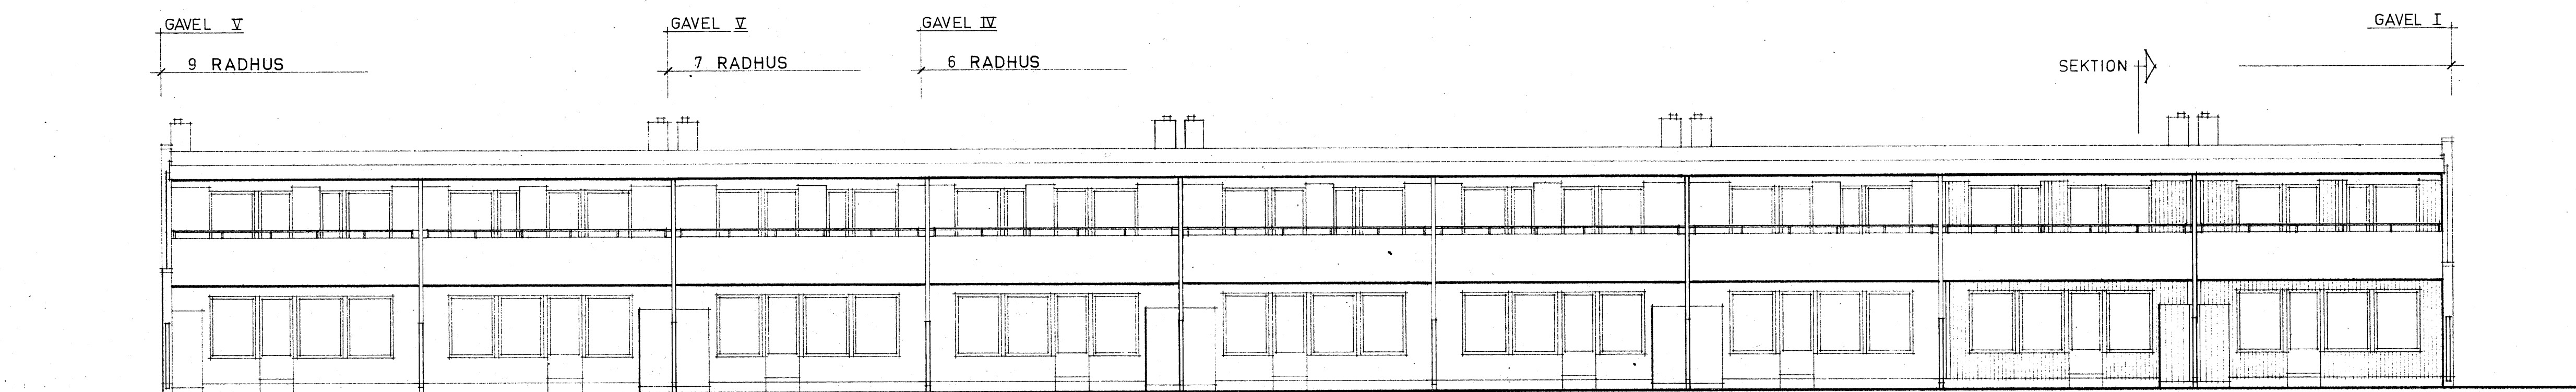 GAVEL V
GAVEL V
GAVEL IV
GAVEL I
9 RADHUS
7 RADHUS
6 RADHUS
SEKTION